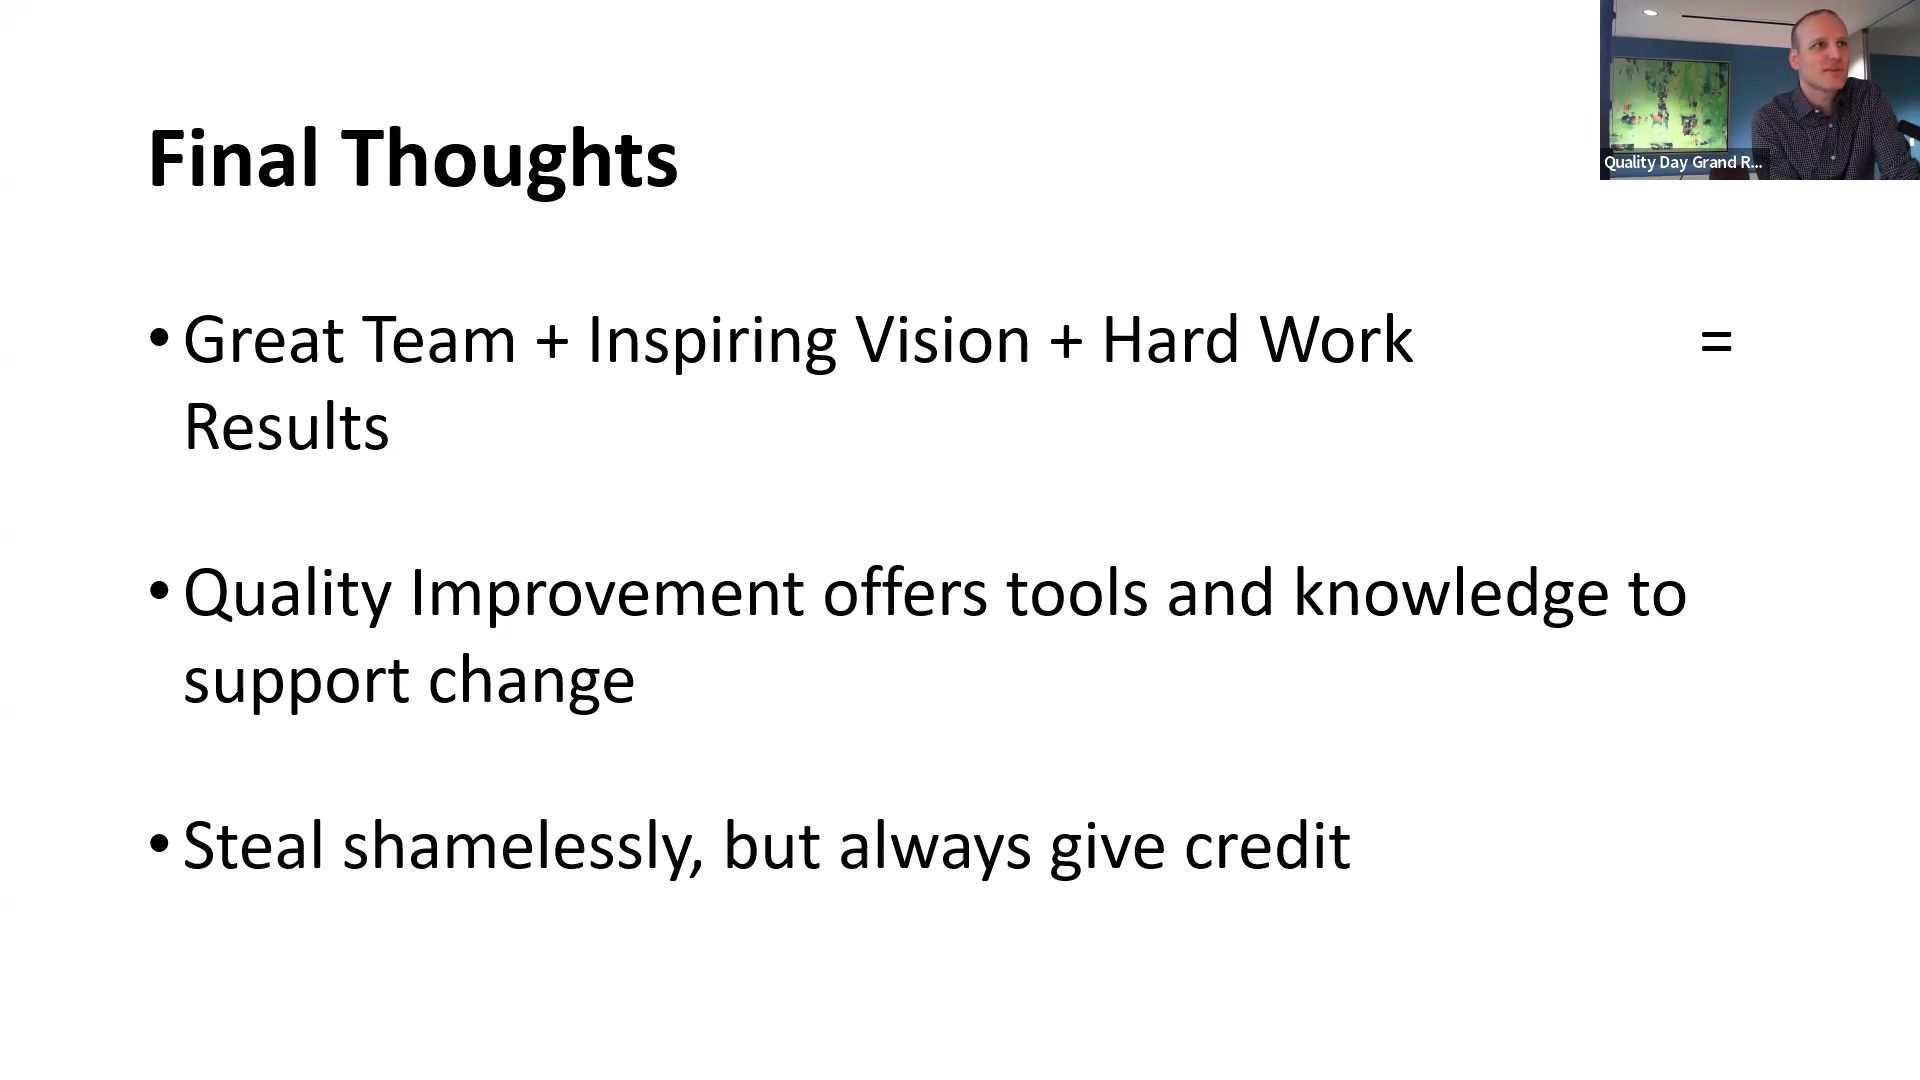 Final Thoughts
• Great Team + Inspiring Vision + Hard Work =
Results
• Quality Improvement offers tools and knowledge to
support change
• Steal shamelessly, but always give credit
Quality Day Grand R...